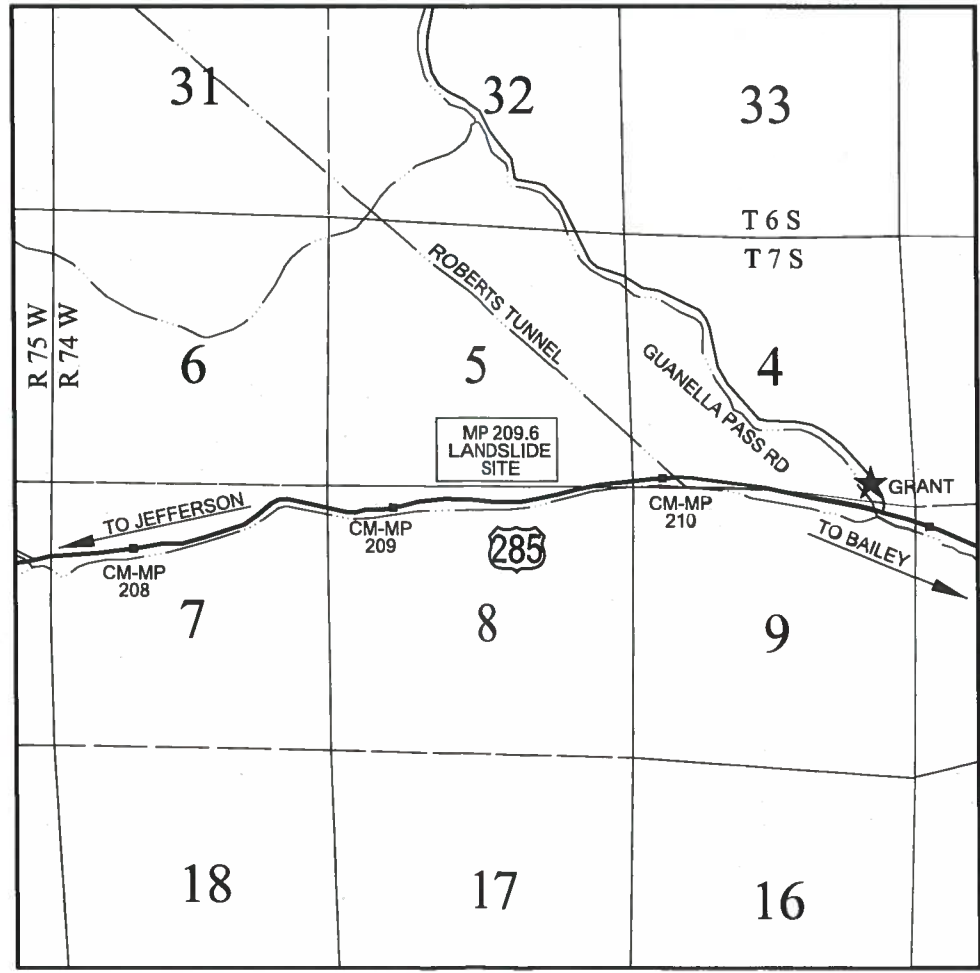 31
32
33
T 6 S
T 7 S
ROBERTS TUNNEL
R 75 W
R 74 W
6
5
4
GUANELLA PASS RD
MP 209.6
LANDSLIDE
SITE
GRANT
TO JEFFERSON
CM-MP
210
CM-MP
209
285
TO BAILEY
CM-MP
208
7
8
9
18
17
16